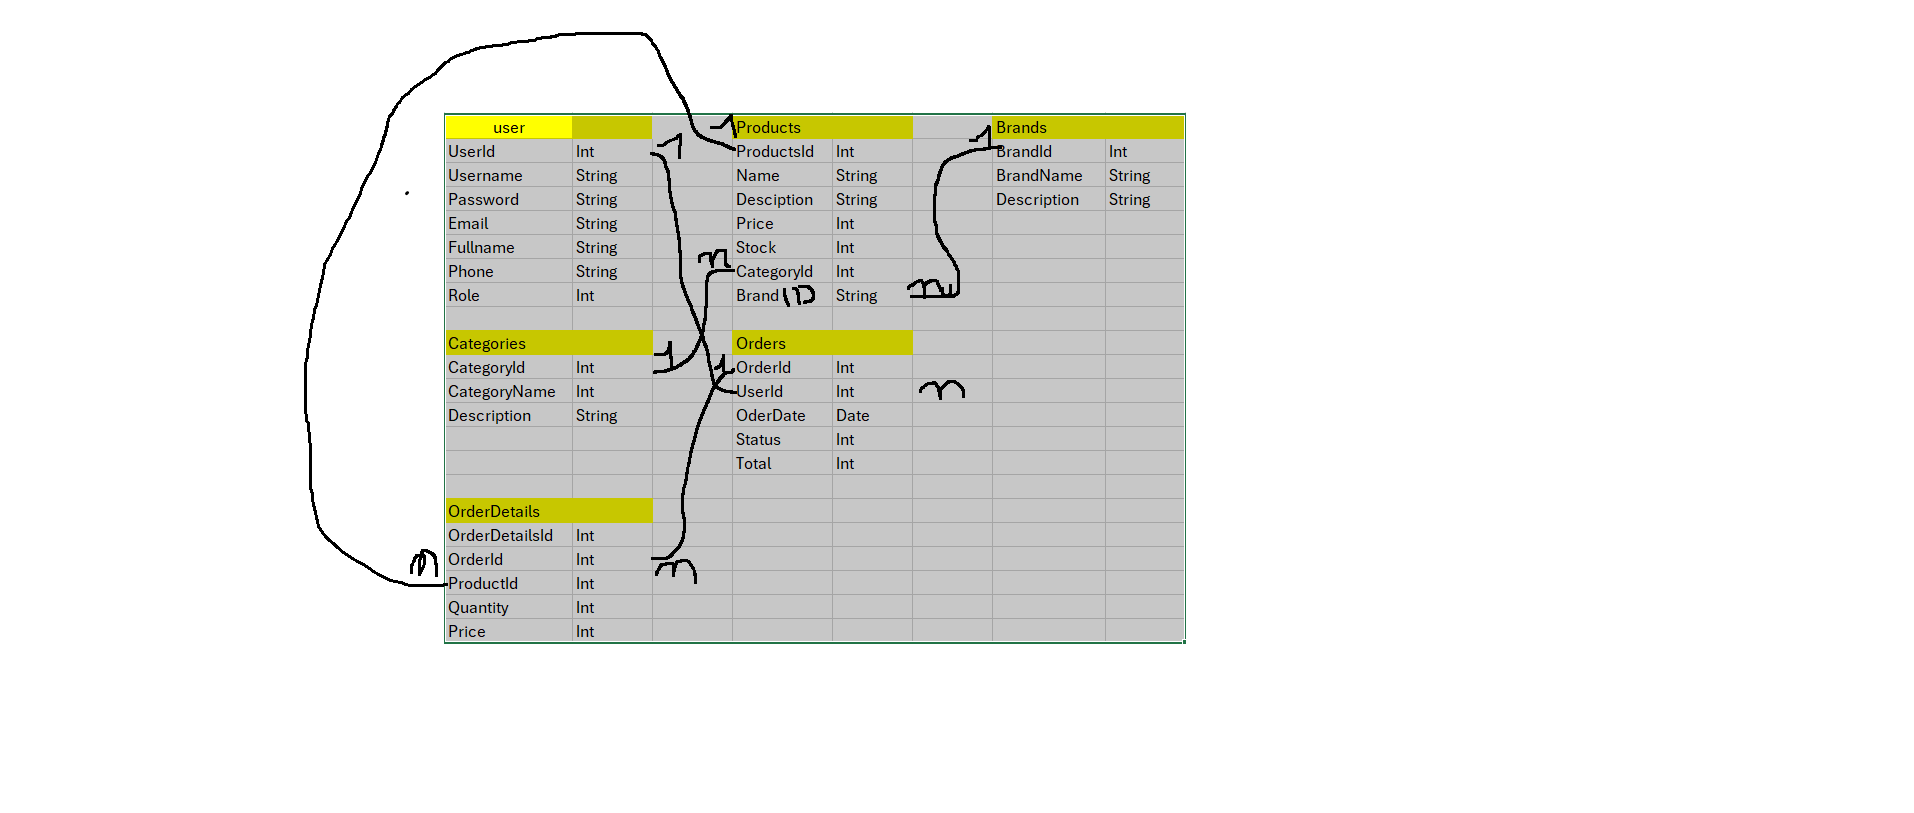 user
UserId Int
Username String
Password String
Email String
Fullname String
Phone String
Role Int
1
1
Products
ProductsId Int
Name String
Desciption String
Price Int
Stock Int
n
CategoryId Int
BrandID String
n
1
Brands
BrandId Int
BrandName String
Description String
Categories
CategoryId Int
CategoryName Int
Description String
1
1
Orders
OrderId Int
UserId Int
n
OderDate Date
Status Int
Total Int
OrderDetails
OrderDetailsId Int
OrderId Int
n
n
ProductId Int
Quantity Int
Price Int